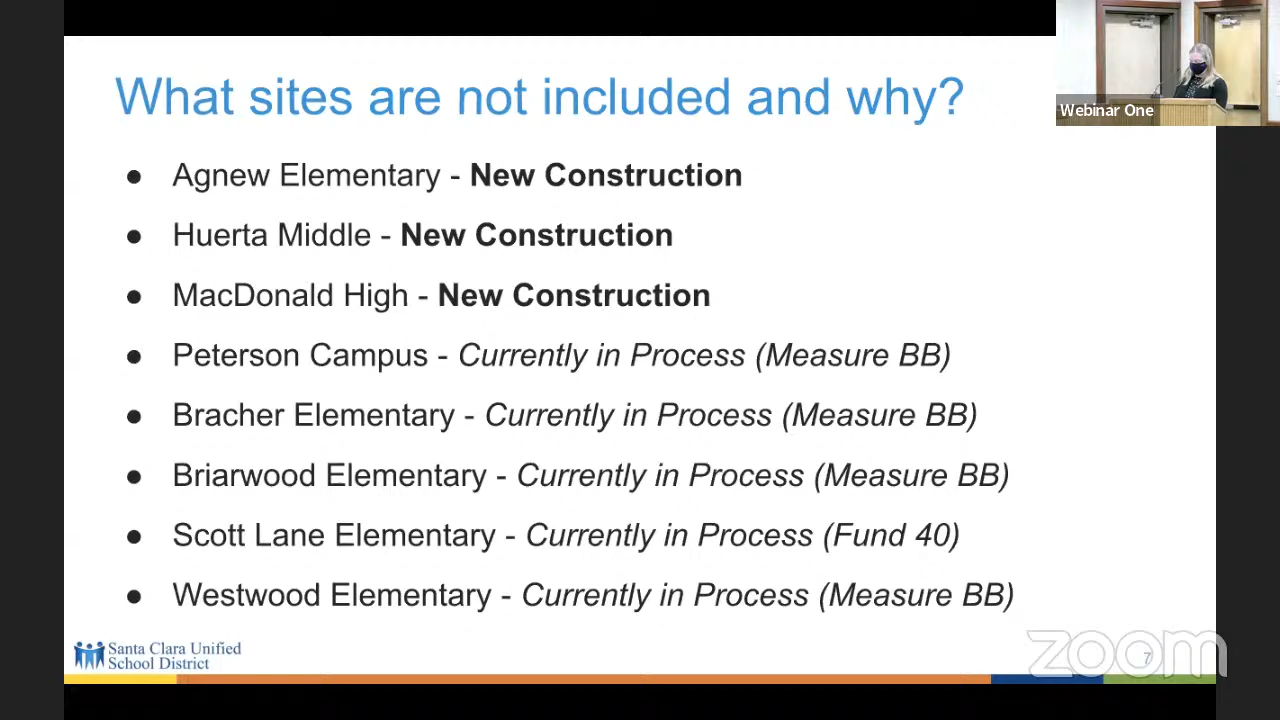 What sites are not included and why?
Webinar One
● Agnew Elementary - New Construction
● Huerta Middle - New Construction
● MacDonald High - New Construction
● Peterson Campus - Currently in Process (Measure BB)
● Bracher Elementary - Currently in Process (Measure BB)
● Briarwood Elementary - Currently in Process (Measure BB)
● Scott Lane Elementary - Currently in Process (Fund 40)
● Westwood Elementary - Currently in Process (Measure BB)
Santa Clara Unified
School District
zoom
7